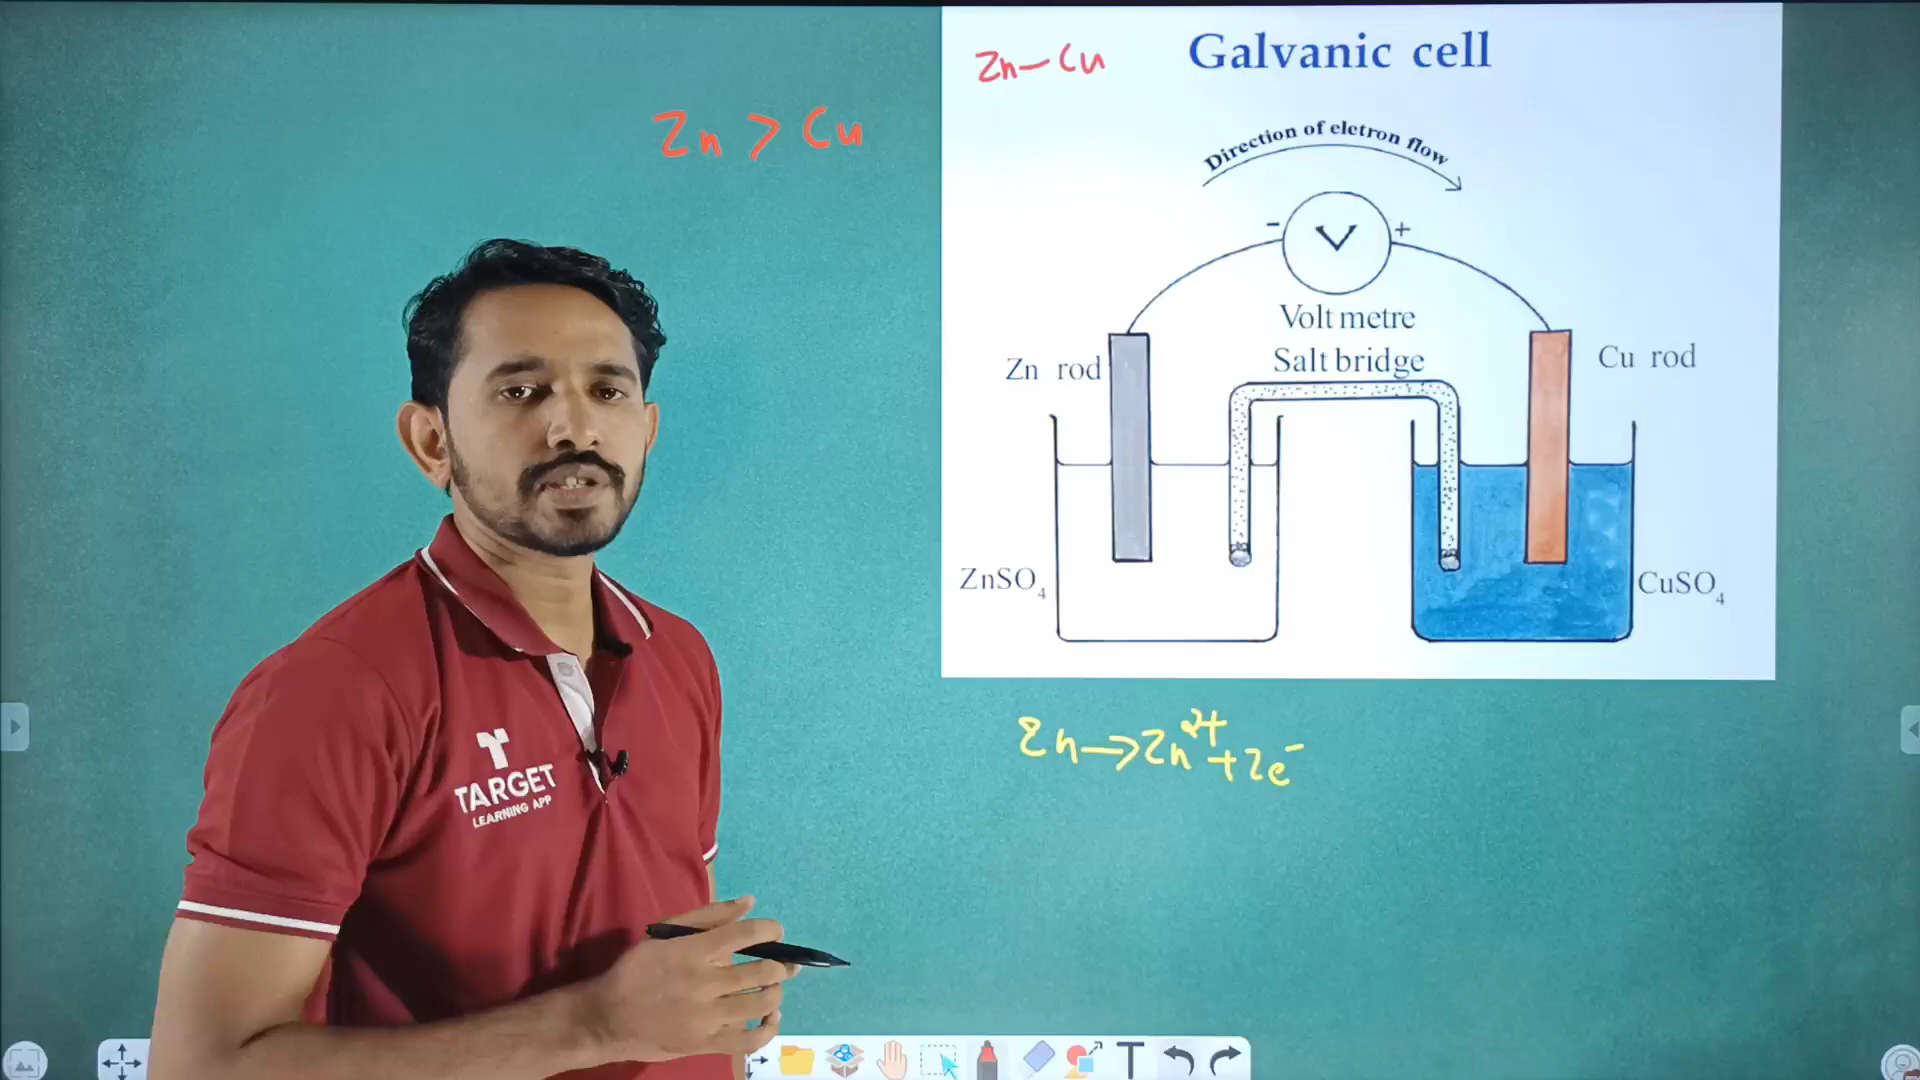 Zn – Cu
Galvanic cell
Zn > Cu
Direction of eletron flow
- V +
Volt metre
Salt bridge
Zn rod
Cu rod
ZnSO₄
CuSO₄
Zn → Zn²⁺ + 2e⁻
TARGET
LEARNING APP
T